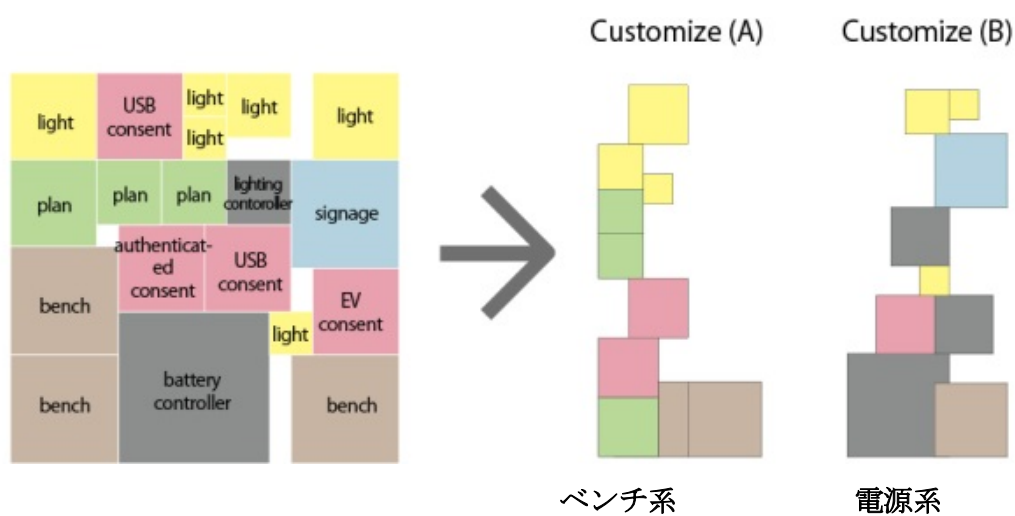 Customize (A)
Customize (B)
light
USB
consent
light
light
light
light
plan
plan
plan
lighting
contoroller
signage
authenticat-
ed
consent
USB
consent
bench
EV
consent
light
battery
controller
bench
bench
ベンチ系
電源系